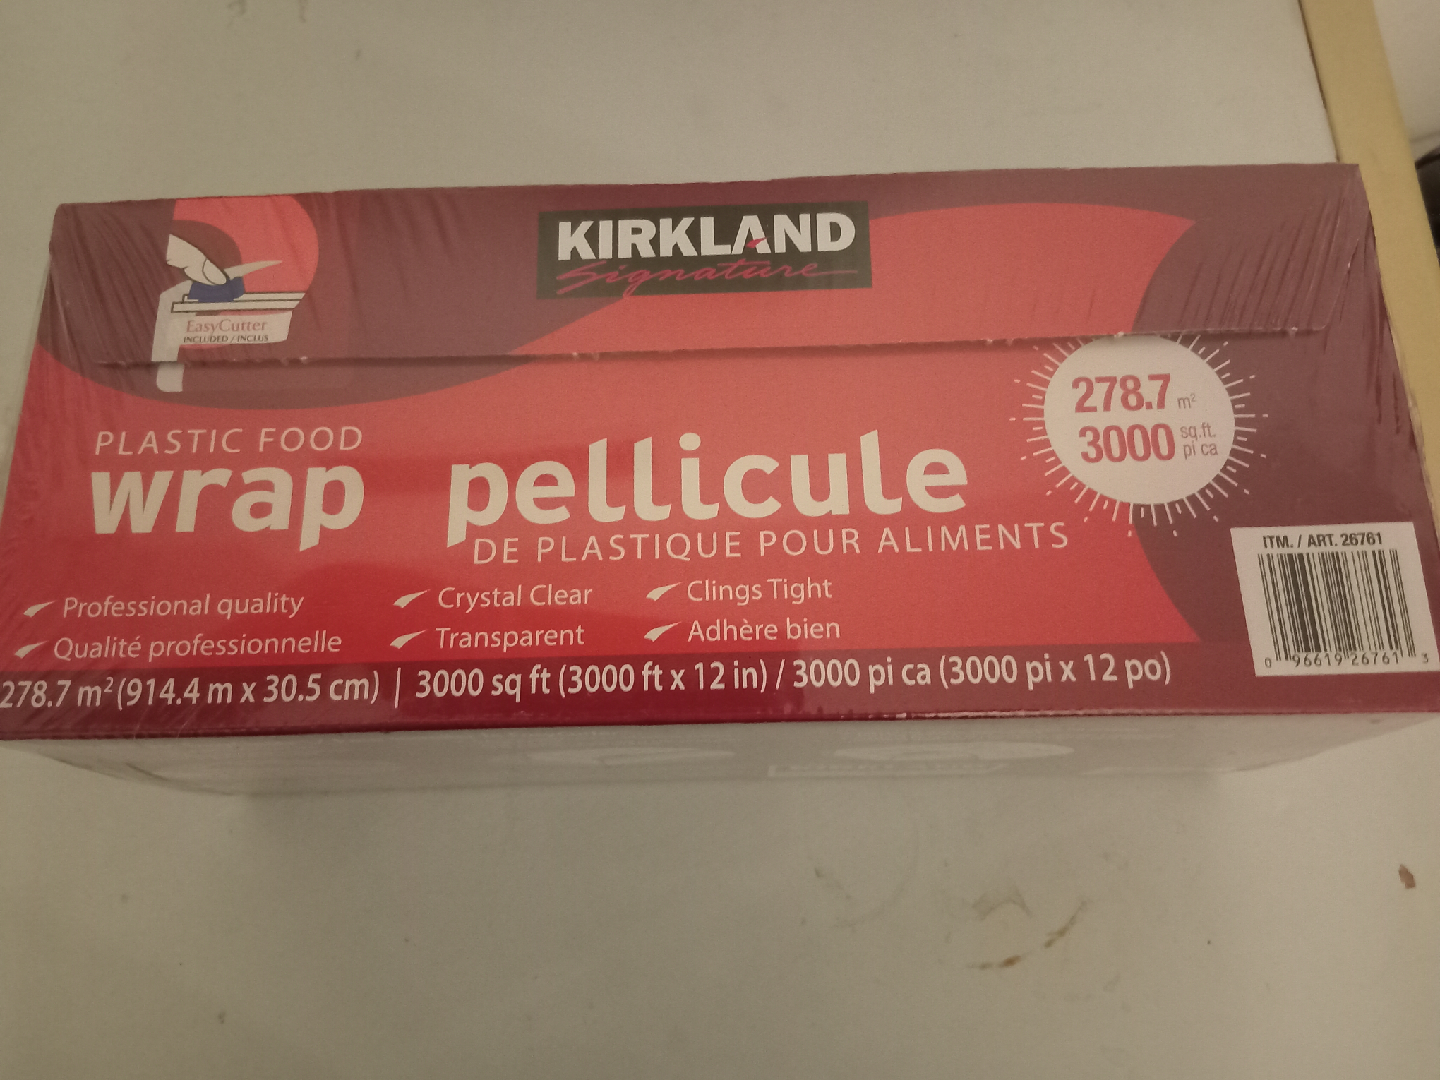 KIRKLAND
Signature
EasyCutter
INCLUDED / INCLUS
278.7 m²
3000 sq.ft.
pi ca
PLASTIC FOOD
wrap
pellicule
DE PLASTIQUE POUR ALIMENTS
Professional quality
Qualité professionnelle
Crystal Clear
Transparent
Clings Tight
Adhère bien
ITM. / ART. 26761
0 96619 26761 3
278.7 m² (914.4 m x 30.5 cm) | 3000 sq ft (3000 ft x 12 in) / 3000 pi ca (3000 pi x 12 po)